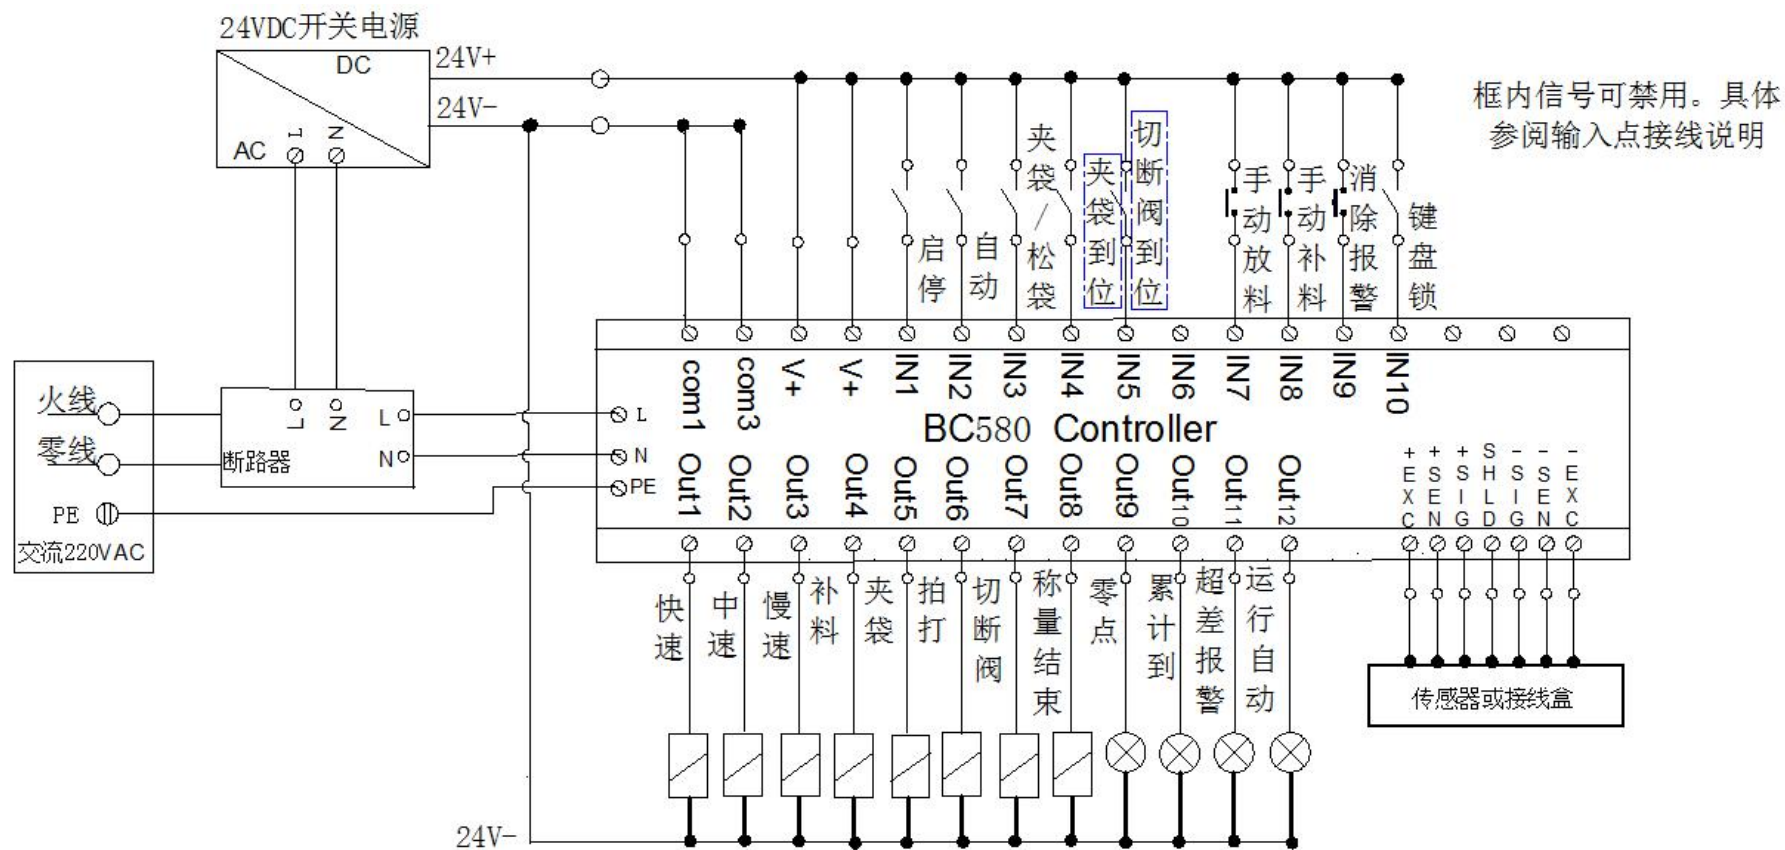 24VDC开关电源
DC
AC
L
N
24V+
24V-
框内信号可禁用。具体
参阅输入点接线说明
启停
自动
夹袋/松袋
夹袋到位
切断阀到位
手动放料
手动补料
消除报警
键盘锁
com1
com3
V+
V+
IN1
IN2
IN3
IN4
IN5
IN6
IN7
IN8
IN9
IN10
火线
零线
PE
交流220VAC
L
N
L
N
断路器
L
N
PE
BC580 Controller
Out1
Out2
Out3
Out4
Out5
Out6
Out7
Out8
Out9
Out10
Out11
Out12
+EXC
+SEN
+SIG
SHLD
-SIG
-SEN
-EXC
快速
中速
慢速
补料
夹袋
拍打
切断阀
称量结束
零点
累计到
超差报警
运行自动
传感器或接线盒
24V-